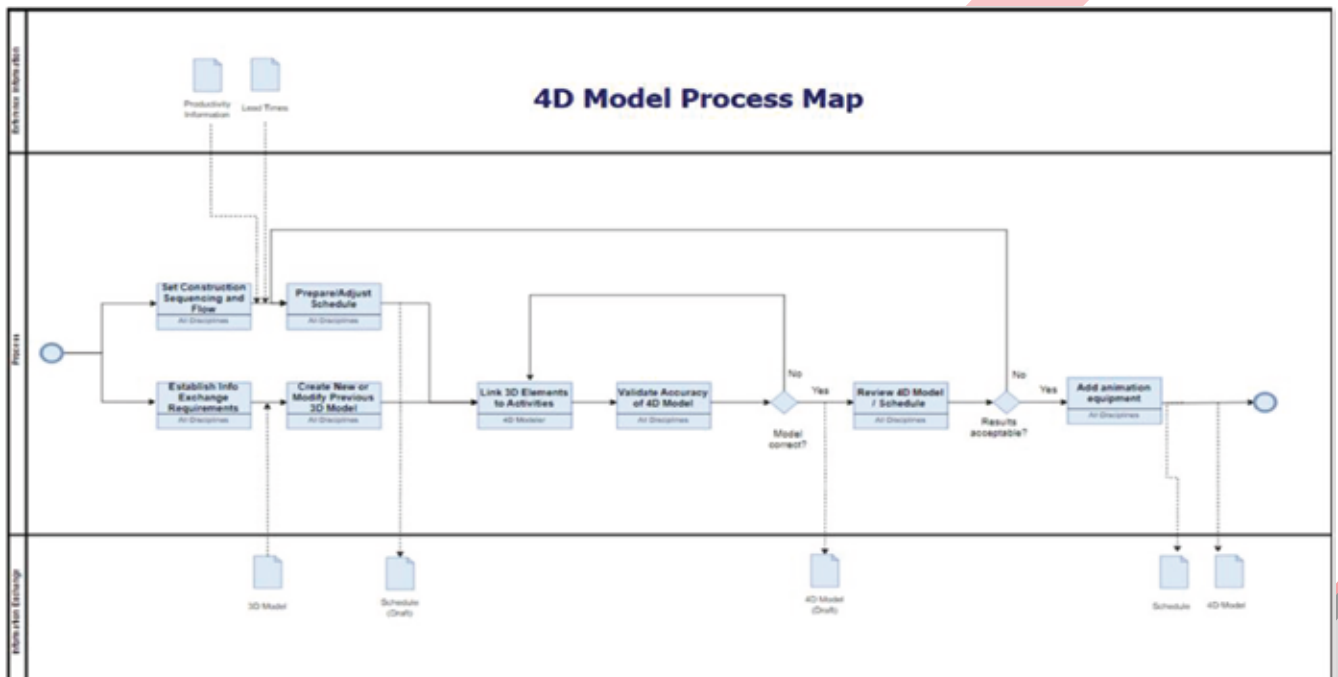 Reference Information
Productivity
Information
Lead Times
4D Model Process Map
Process
Set Construction
Sequencing and
Flow
All Disciplines
Prepare/Adjust
Schedule
All Disciplines
Establish Info
Exchange
Requirements
All Disciplines
Create New or
Modify Previous
3D Model
All Disciplines
Link 3D Elements
to Activities
4D Modeler
Validate Accuracy
of 4D Model
All Disciplines
No
Yes
Model
correct?
Review 4D Model
/ Schedule
All Disciplines
No
Yes
Results
acceptable?
Add animation
equipment
All Disciplines
Information Exchange
3D Model
Schedule
(Draft)
4D Model
(Draft)
Schedule
4D Model